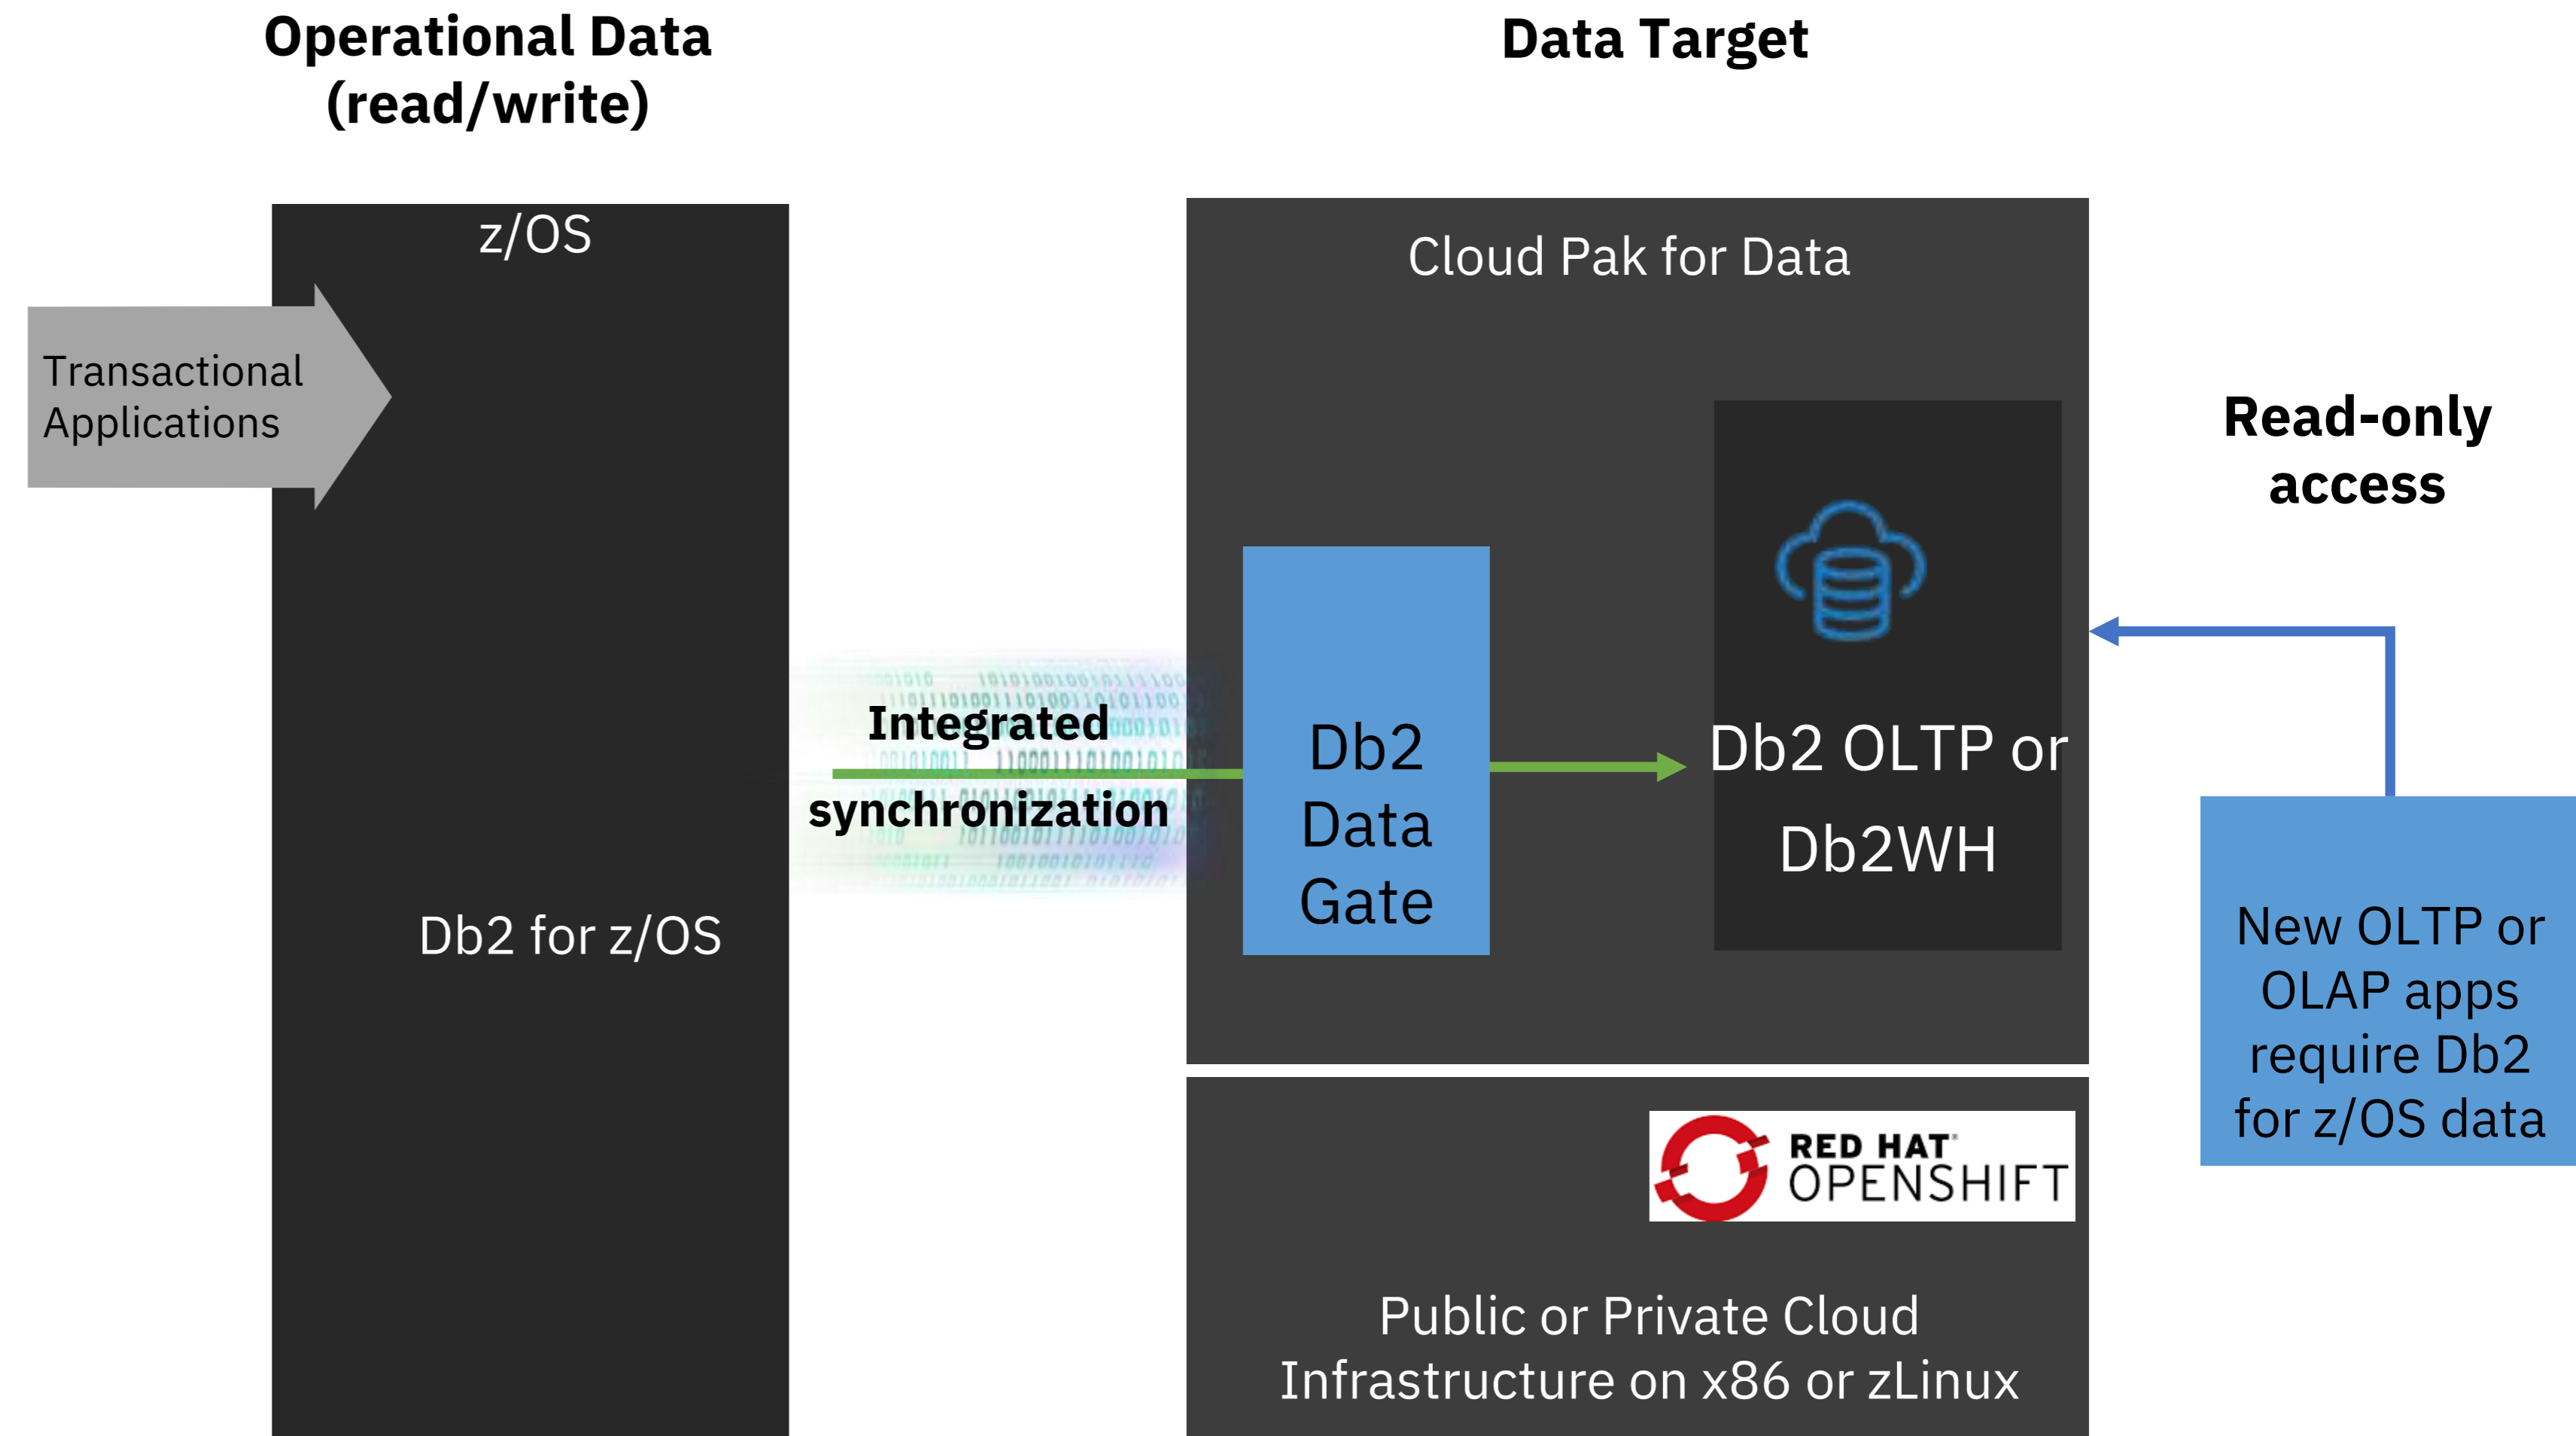 Operational Data
(read/write)
Data Target
z/OS
Transactional
Applications
Db2 for z/OS
Integrated
synchronization
Cloud Pak for Data
Db2
Data
Gate
Db2 OLTP or
Db2WH
Read-only
access
New OLTP or
OLAP apps
require Db2
for z/OS data
RED HAT®
OPENSHIFT
Public or Private Cloud
Infrastructure on x86 or zLinux